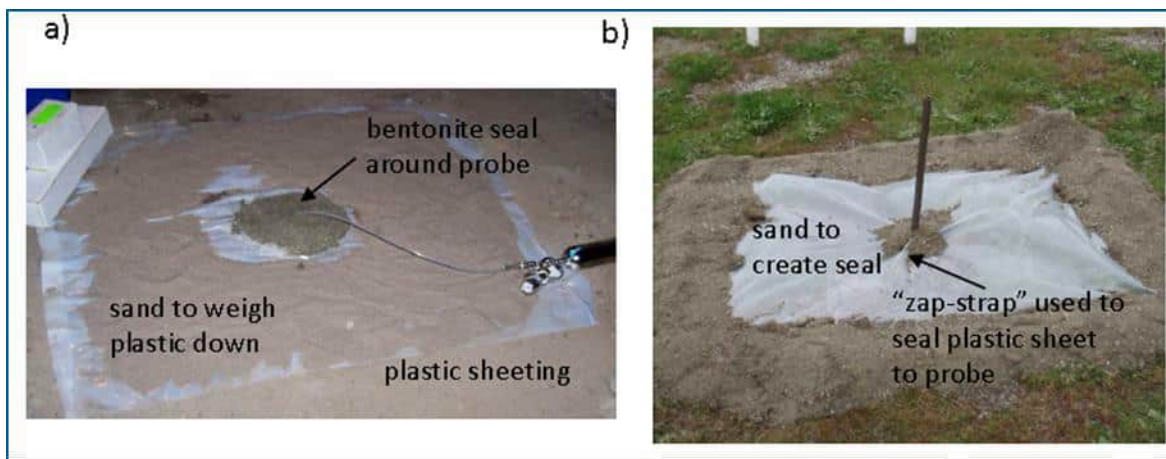 a)
bentonite seal
around probe
sand to weigh
plastic down
plastic sheeting
b)
sand to
create seal
“zap-strap” used to
seal plastic sheet
to probe